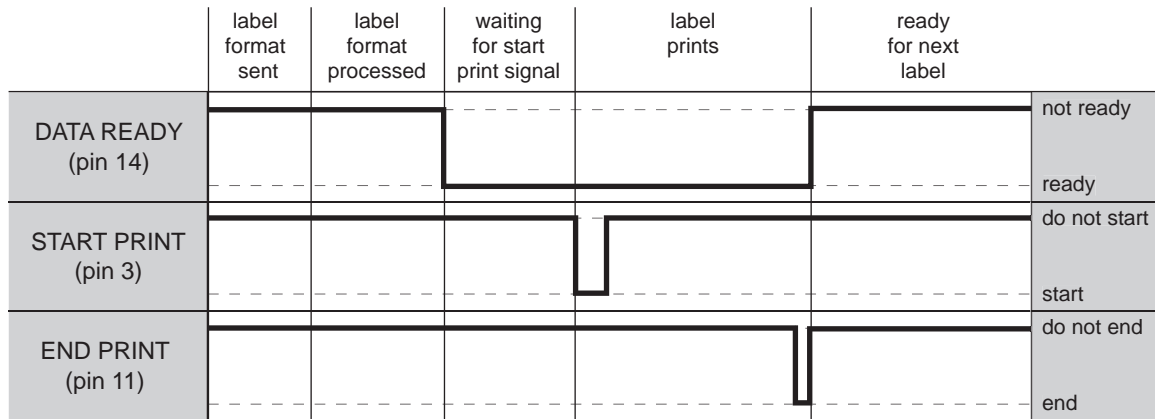 label
format
sent
label
format
processed
waiting
for start
print signal
label
prints
ready
for next
label
DATA READY
(pin 14)
not ready
ready
START PRINT
(pin 3)
do not start
start
END PRINT
(pin 11)
do not end
end